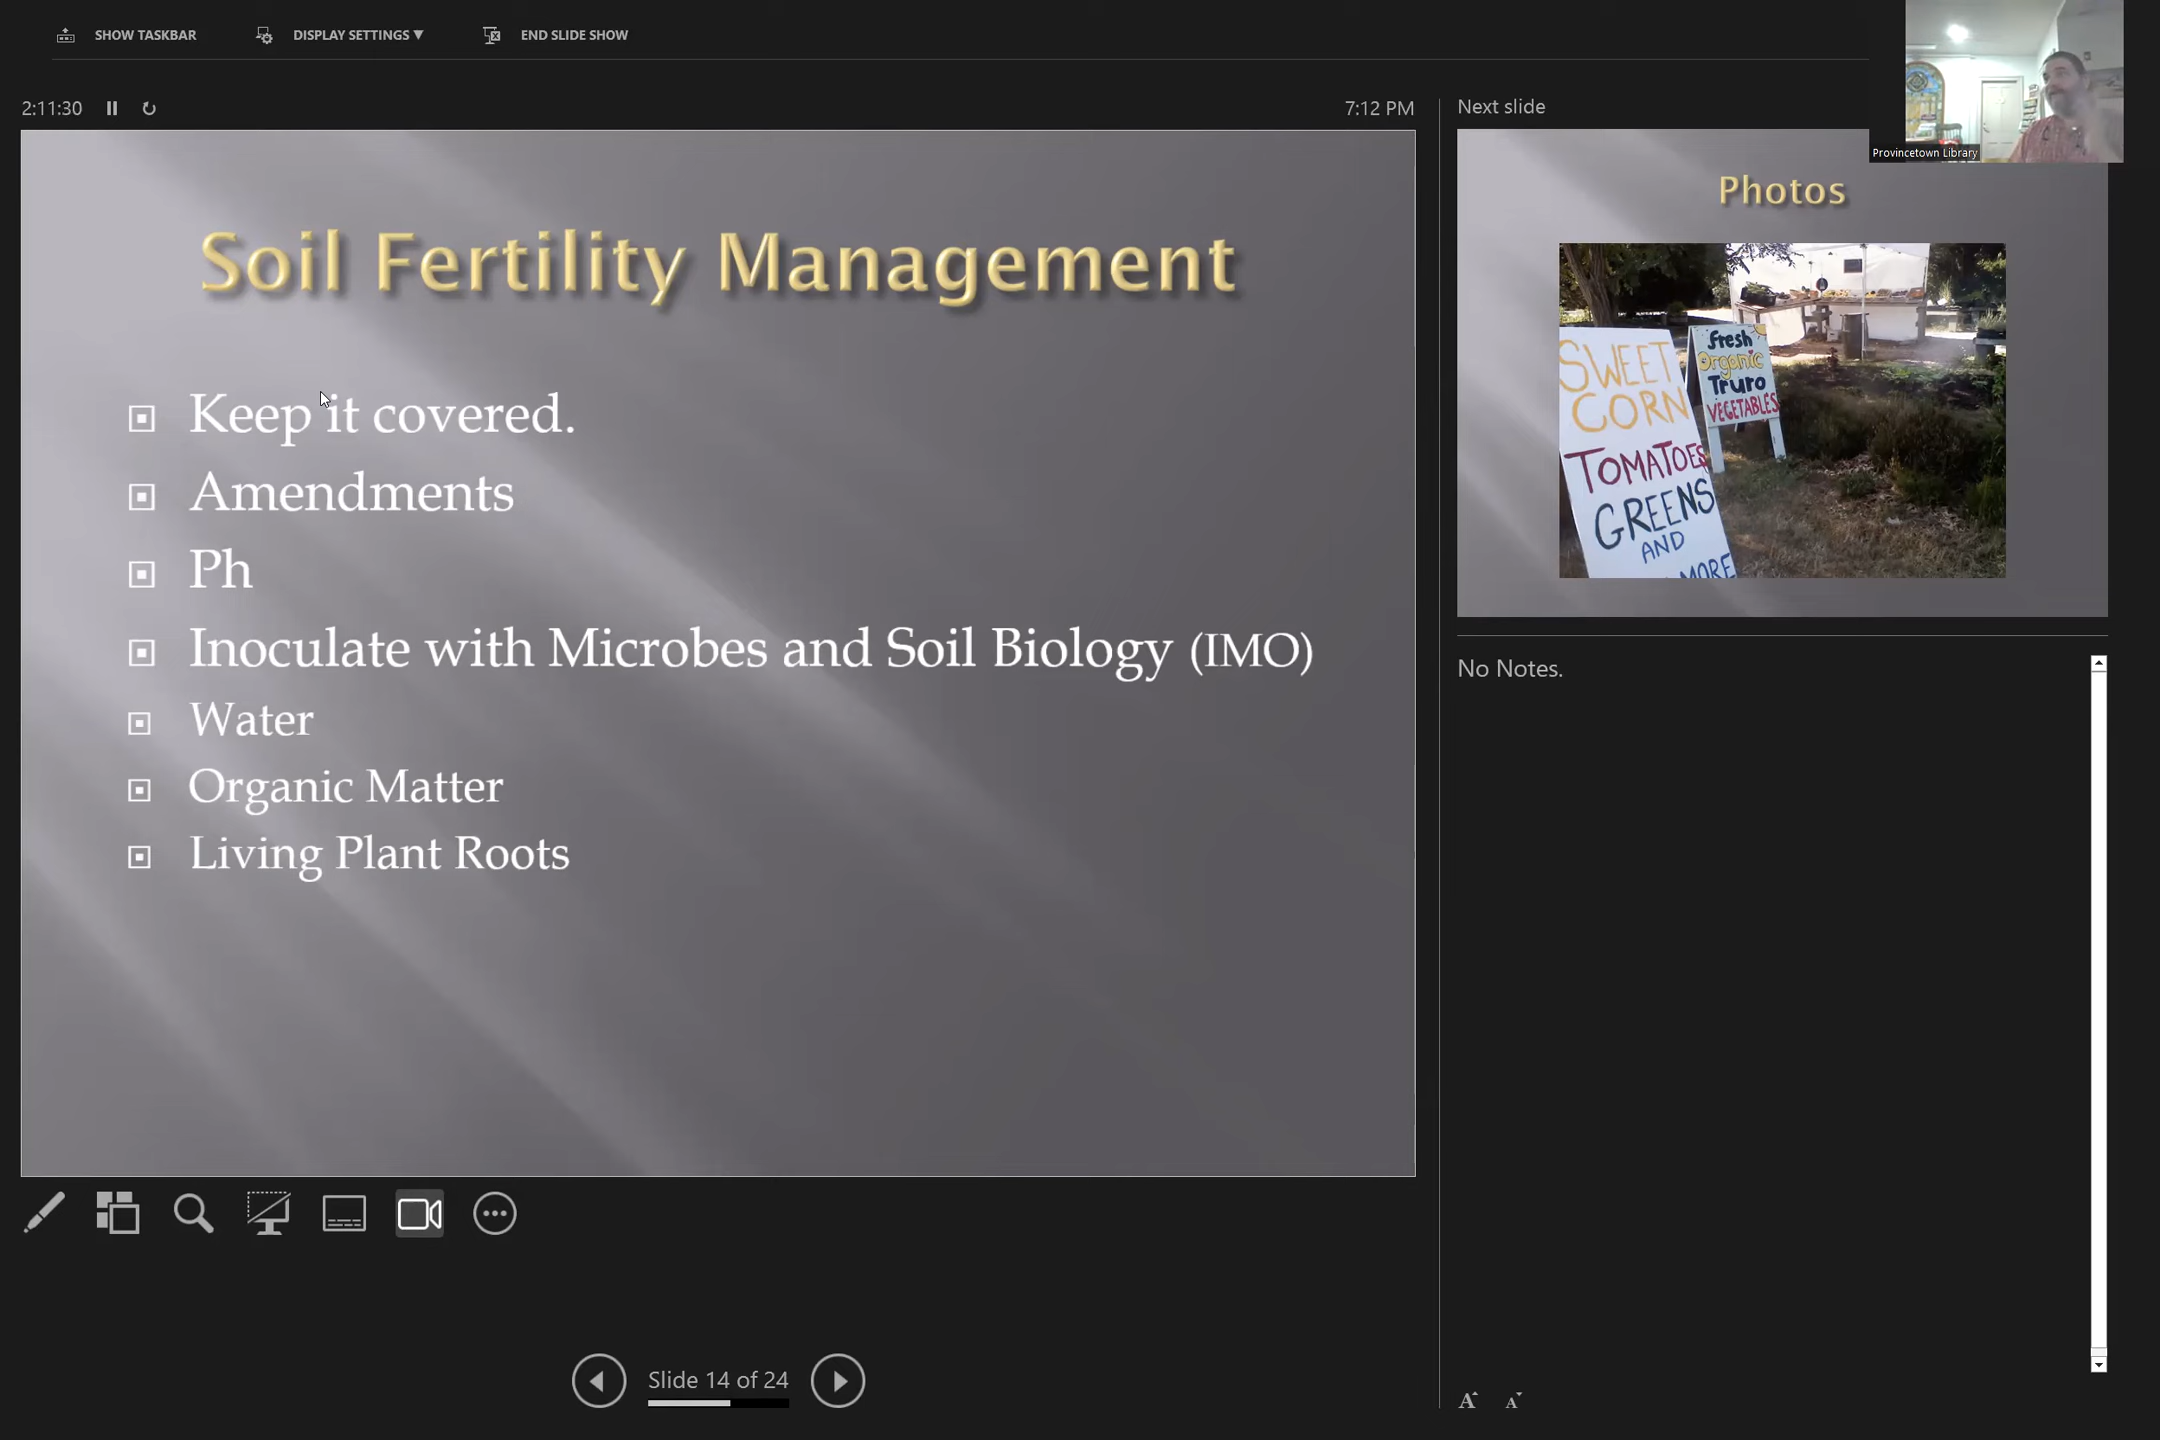 SHOW TASKBAR
DISPLAY SETTINGS ▼
END SLIDE SHOW
2:11:30
7:12 PM
Soil Fertility Management
Keep it covered.
Amendments
Ph
Inoculate with Microbes and Soil Biology (IMO)
Water
Organic Matter
Living Plant Roots
Slide 14 of 24
Next slide
Provincetown Library
Photos
SWEET
CORN
TOMATOES
GREENS
AND
MORE
Fresh
Organic
Truro
VEGETABLES
No Notes.
A
A